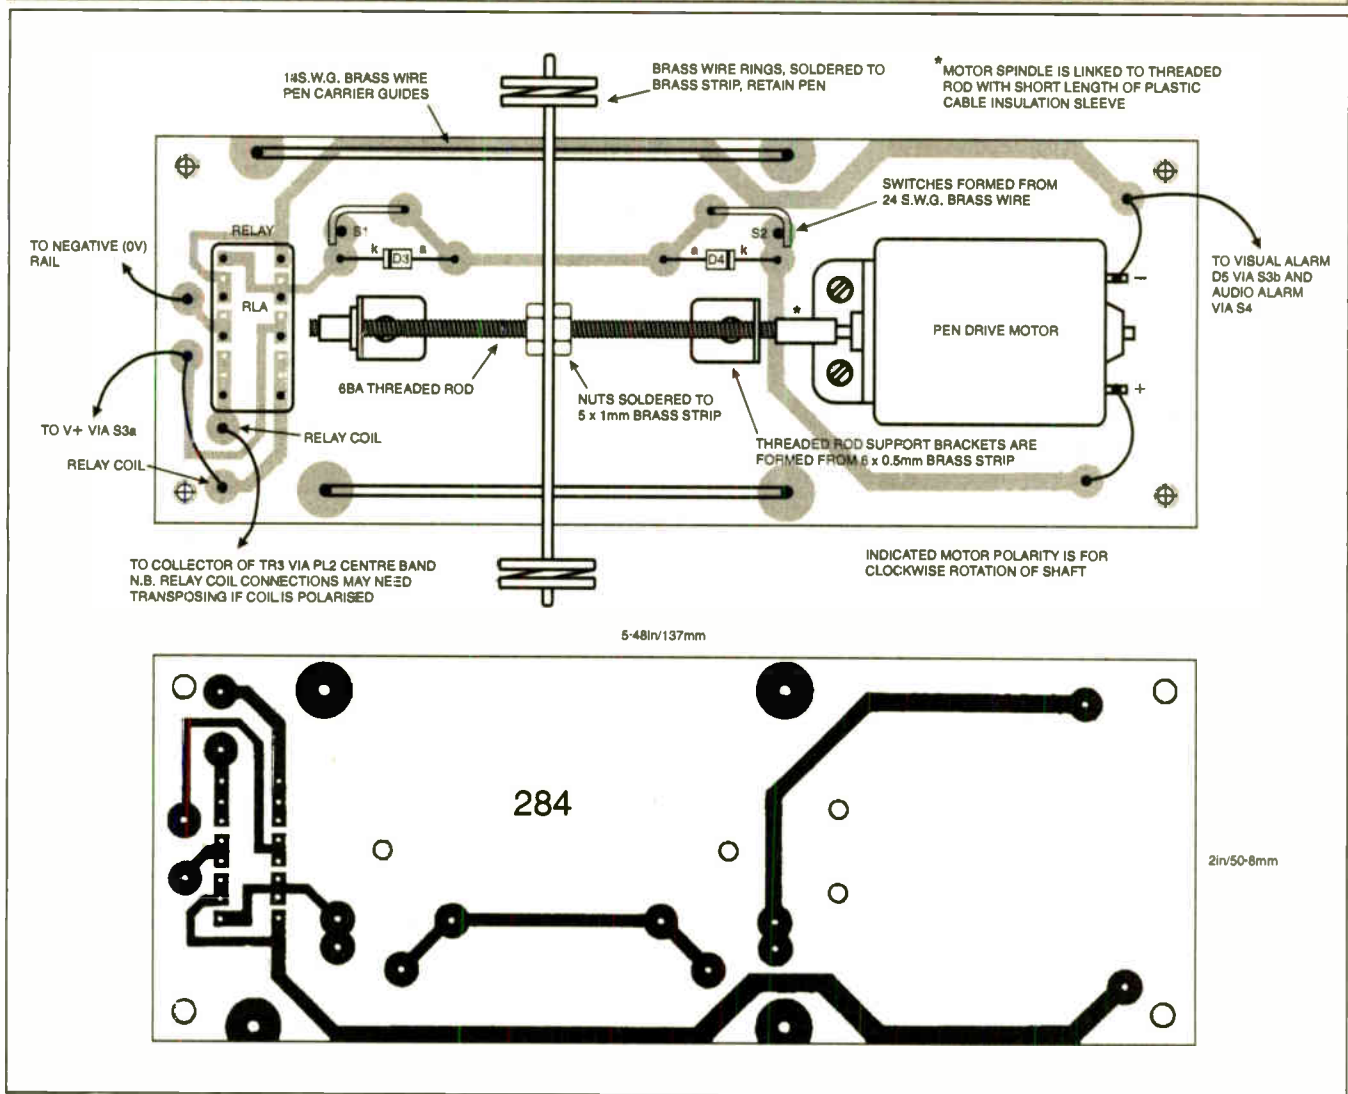 18S.W.G. BRASS WIRE
PEN CARRIER GUIDES
BRASS WIRE RINGS, SOLDERED TO
BRASS STRIP, RETAIN PEN
*MOTOR SPINDLE IS LINKED TO THREADED
ROD WITH SHORT LENGTH OF PLASTIC
CABLE INSULATION SLEEVE
SWITCHES FORMED FROM
24 S.W.G. BRASS WIRE
TO NEGATIVE (0V)
RAIL
RELAY
RLA
S1
k D3 a
S2
a D4 k
*
PEN DRIVE MOTOR
−
+
TO VISUAL ALARM
D5 VIA S3b AND
AUDIO ALARM
VIA S4
6BA THREADED ROD
NUTS SOLDERED TO
5 x 1mm BRASS STRIP
TO V+ VIA S3a
RELAY COIL
RELAY COIL
THREADED ROD SUPPORT BRACKETS ARE
FORMED FROM 6 x 0.5mm BRASS STRIP
TO COLLECTOR OF TR3 VIA PL2 CENTRE BAND
N.B. RELAY COIL CONNECTIONS MAY NEED
TRANSPOSING IF COIL IS POLARISED
INDICATED MOTOR POLARITY IS FOR
CLOCKWISE ROTATION OF SHAFT
5·48in/137mm
284
2in/50·8mm